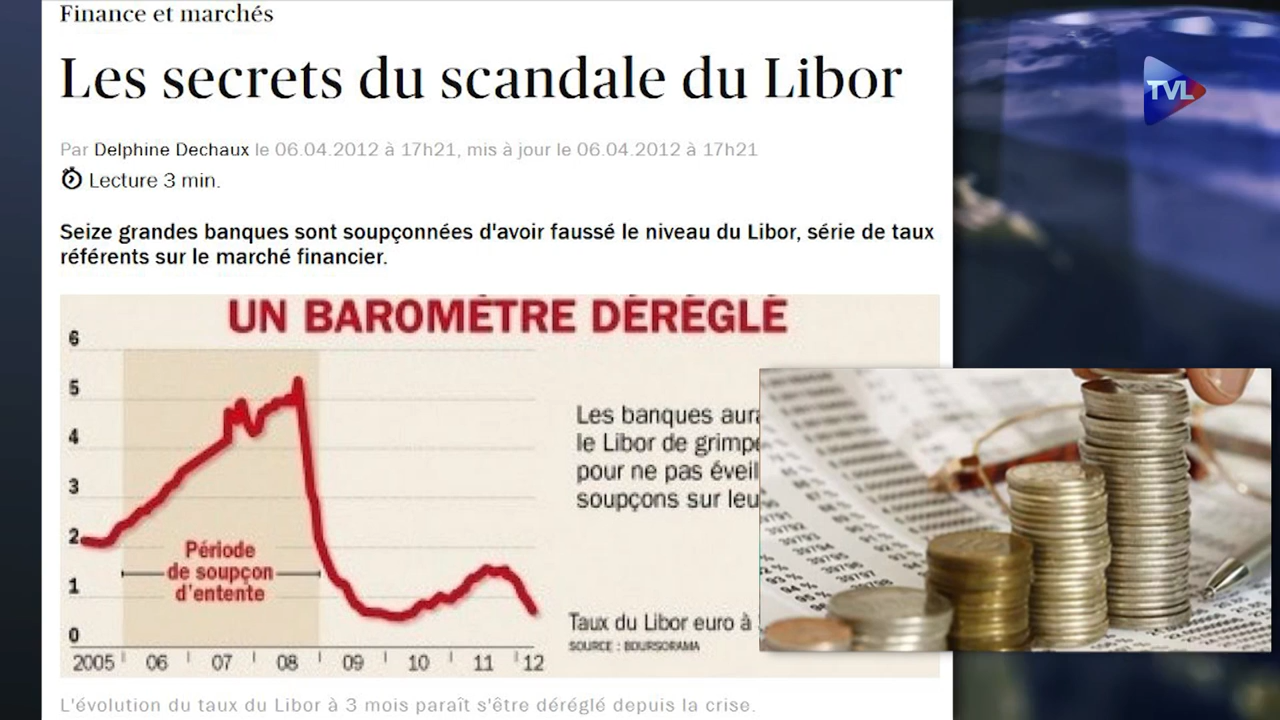 Finance et marchés
TVL
Les secrets du scandale du Libor
Par Delphine Dechaux le 06.04.2012 à 17h21, mis à jour le 06.04.2012 à 17h21
Lecture 3 min.
Seize grandes banques sont soupçonnées d'avoir faussé le niveau du Libor, série de taux
référents sur le marché financier.
UN BAROMÈTRE DÉRÉGLÉ
6
5
4
3
2
1
0
Période
de soupçon
d'entente
2005 06 07 08 09 10 11 12
Les banques
le Libor de
pour ne pas
soupçons sur
Taux du Libor euro à
SOURCE : BOURSORAMA
L'évolution du taux du Libor à 3 mois paraît s'être déréglé depuis la crise.